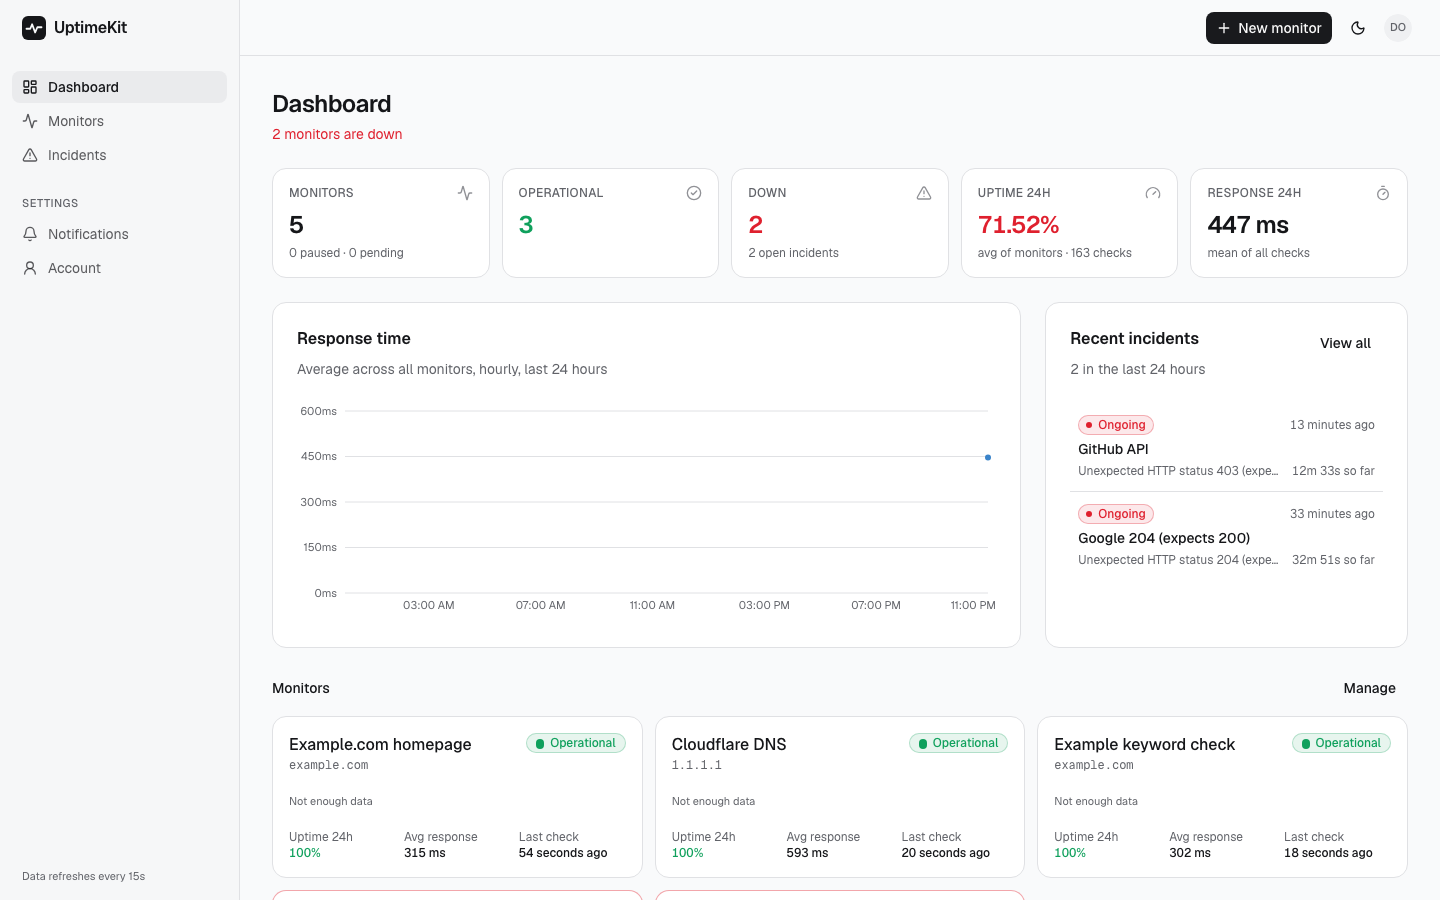 UptimeKit
New monitor
DO
Dashboard
Monitors
Incidents
SETTINGS
Notifications
Account
Data refreshes every 15s
Dashboard
2 monitors are down
MONITORS
5
0 paused · 0 pending
OPERATIONAL
3
DOWN
2
2 open incidents
UPTIME 24H
71.52%
avg of monitors · 163 checks
RESPONSE 24H
447 ms
mean of all checks
Response time
Average across all monitors, hourly, last 24 hours
600ms
450ms
300ms
150ms
0ms
03:00 AM 07:00 AM 11:00 AM 03:00 PM 07:00 PM 11:00 PM
Recent incidents
View all
2 in the last 24 hours
Ongoing 13 minutes ago
GitHub API
Unexpected HTTP status 403 (expe... 12m 33s so far
Ongoing 33 minutes ago
Google 204 (expects 200)
Unexpected HTTP status 204 (expe... 32m 51s so far
Monitors
Manage
Example.com homepage Operational
example.com
Not enough data
Uptime 24h Avg response Last check
100% 315 ms 54 seconds ago
Cloudflare DNS Operational
1.1.1.1
Not enough data
Uptime 24h Avg response Last check
100% 593 ms 20 seconds ago
Example keyword check Operational
example.com
Not enough data
Uptime 24h Avg response Last check
100% 302 ms 18 seconds ago